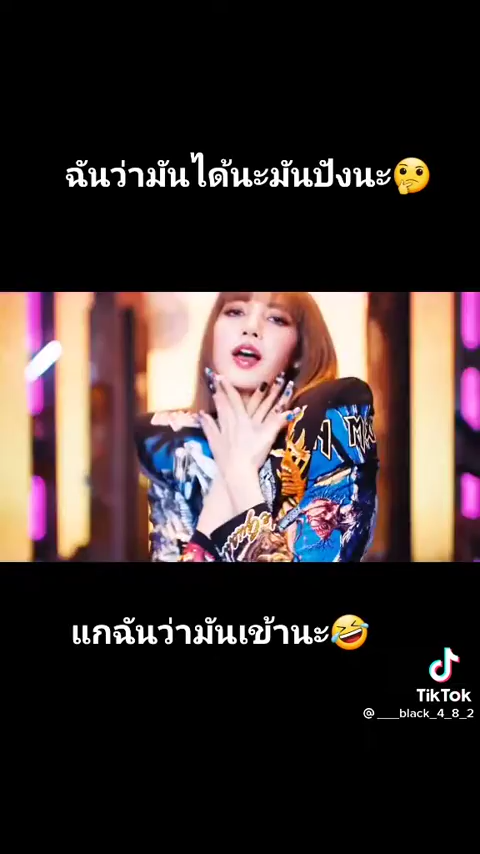 ฉันว่ามันได้นะมันปังนะ🤔
แกฉันว่ามันเข้านะ🤣
TikTok
@___black_4_8_2